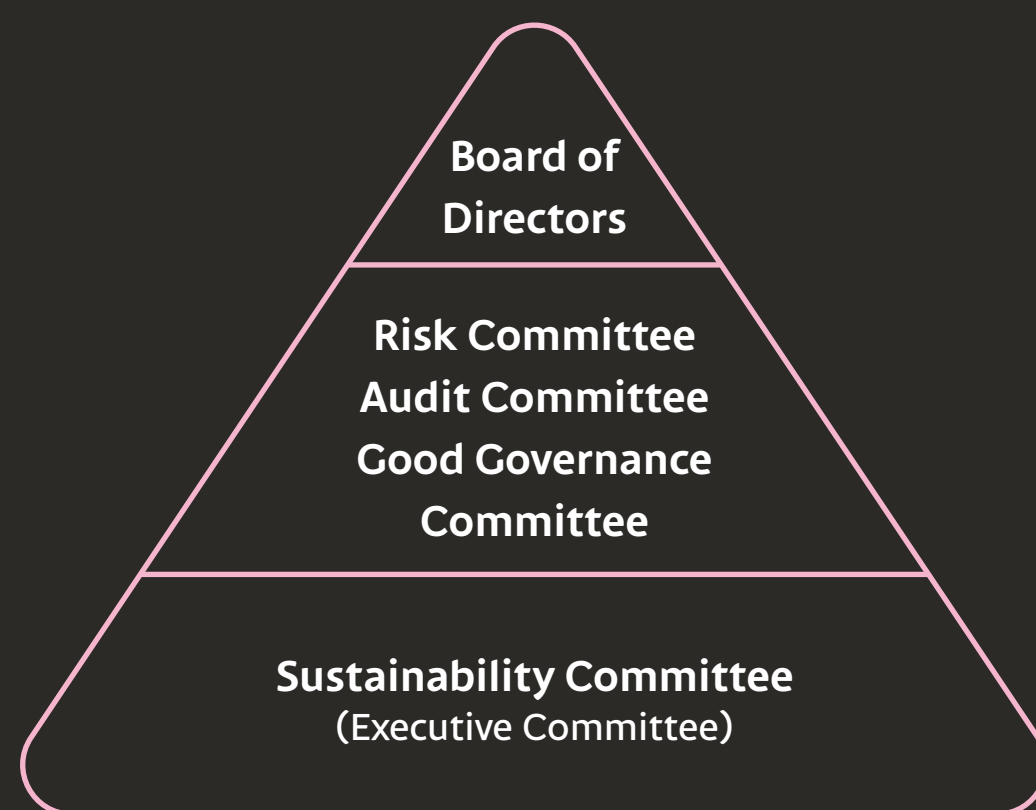 Board of
Directors
Risk Committee
Audit Committee
Good Governance
Committee
Sustainability Committee
(Executive Committee)